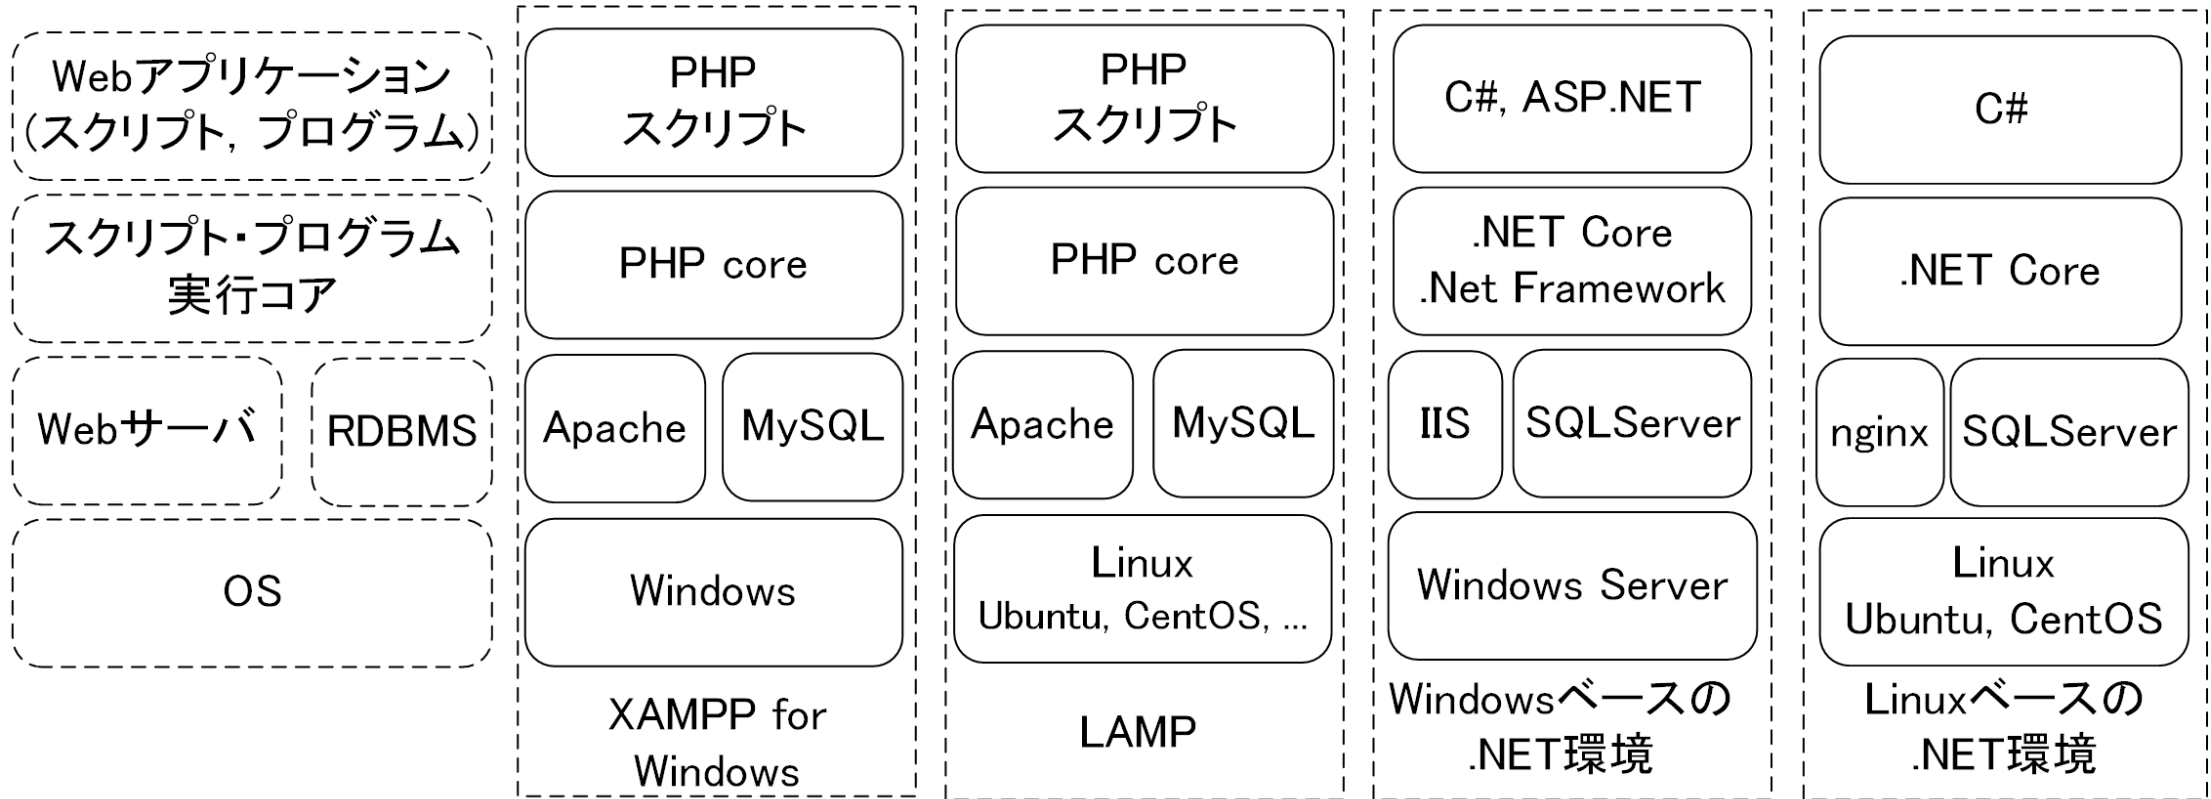 Webアプリケーション
(スクリプト, プログラム)
スクリプト・プログラム
実行コア
Webサーバ
RDBMS
OS
PHP
スクリプト
PHP core
Apache
MySQL
Windows
XAMPP for
Windows
PHP
スクリプト
PHP core
Apache
MySQL
Linux
Ubuntu, CentOS, ...
LAMP
C#, ASP.NET
.NET Core
.Net Framework
IIS
SQLServer
Windows Server
Windowsベースの
.NET環境
C#
.NET Core
nginx
SQLServer
Linux
Ubuntu, CentOS
Linuxベースの
.NET環境